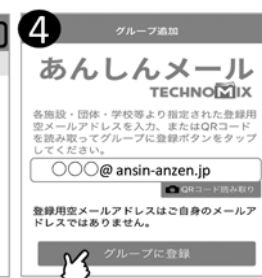 4
グループ追加
あんしんメール
TECHNOMIX
各施設・団体・学校等より指定された登録用
空メールアドレスを入力、またはQRコード
を読み取ってグループに登録ボタンをタップ
してください。
○○○@ ansin-anzen.jp
QRコード読み取り
登録用空メールアドレスはご自身のメールア
ドレスではありません。
グループに登録